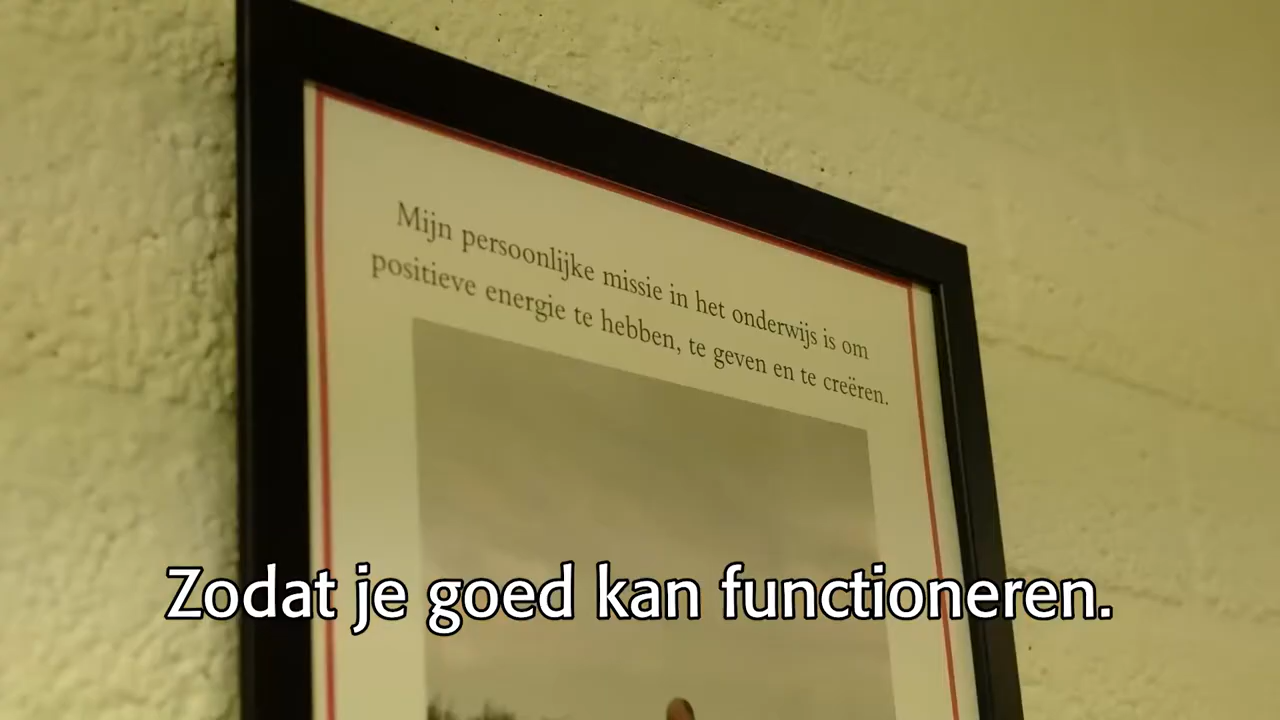 Mijn persoonlijke missie in het onderwijs is om
positieve energie te hebben, te geven en te creëren.
Zodat je goed kan functioneren.